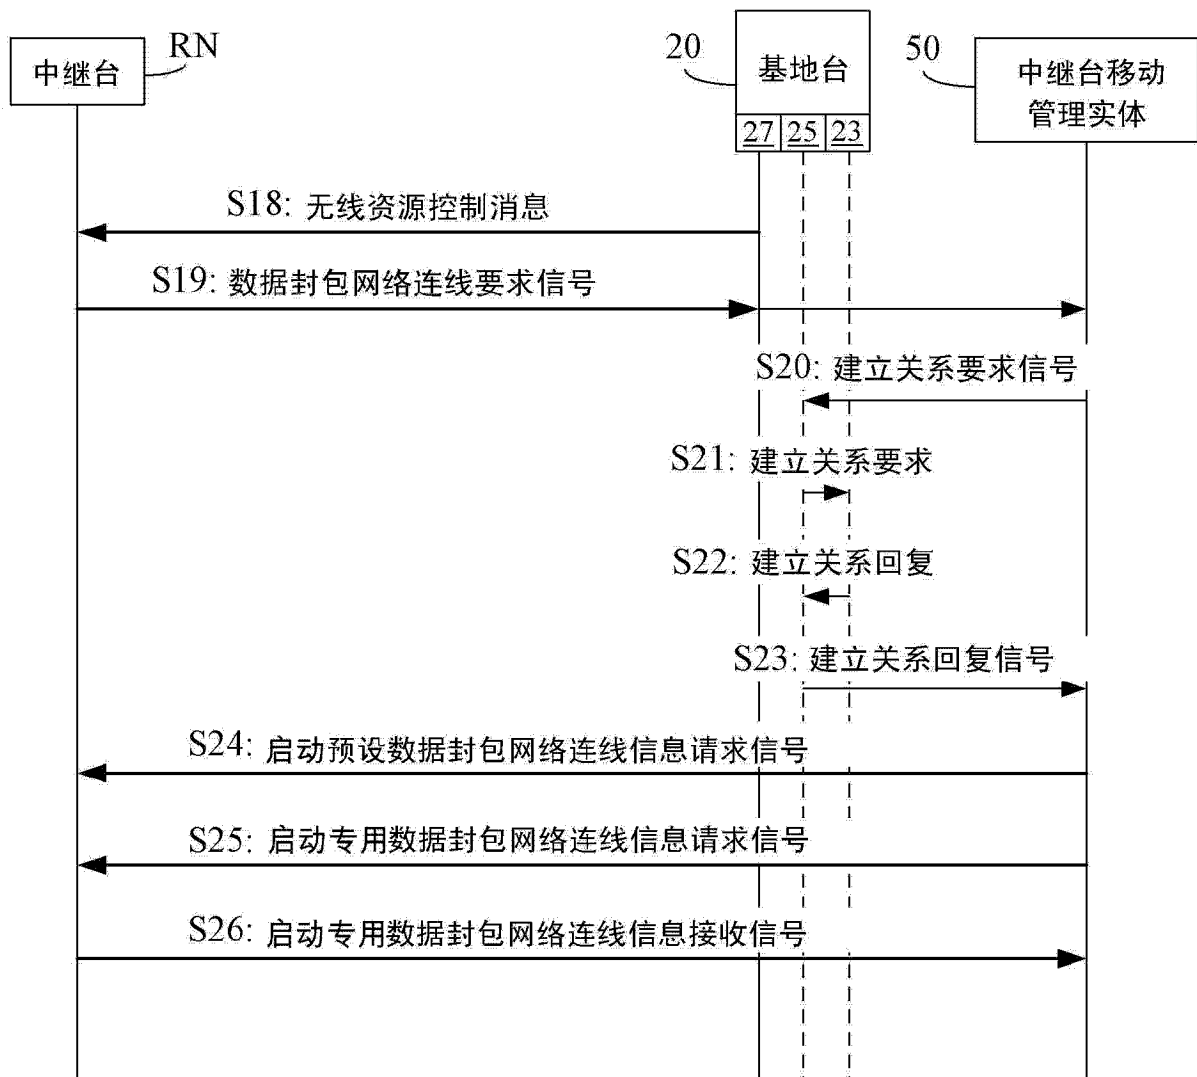 RN
20
50
中继台
基地台
中继台移动
管理实体
27 25 23
S18: 无线资源控制消息
S19: 数据封包网络连线要求信号
S20: 建立关系要求信号
S21: 建立关系要求
S22: 建立关系回复
S23: 建立关系回复信号
S24: 启动预设数据封包网络连线信息请求信号
S25: 启动专用数据封包网络连线信息请求信号
S26: 启动专用数据封包网络连线信息接收信号